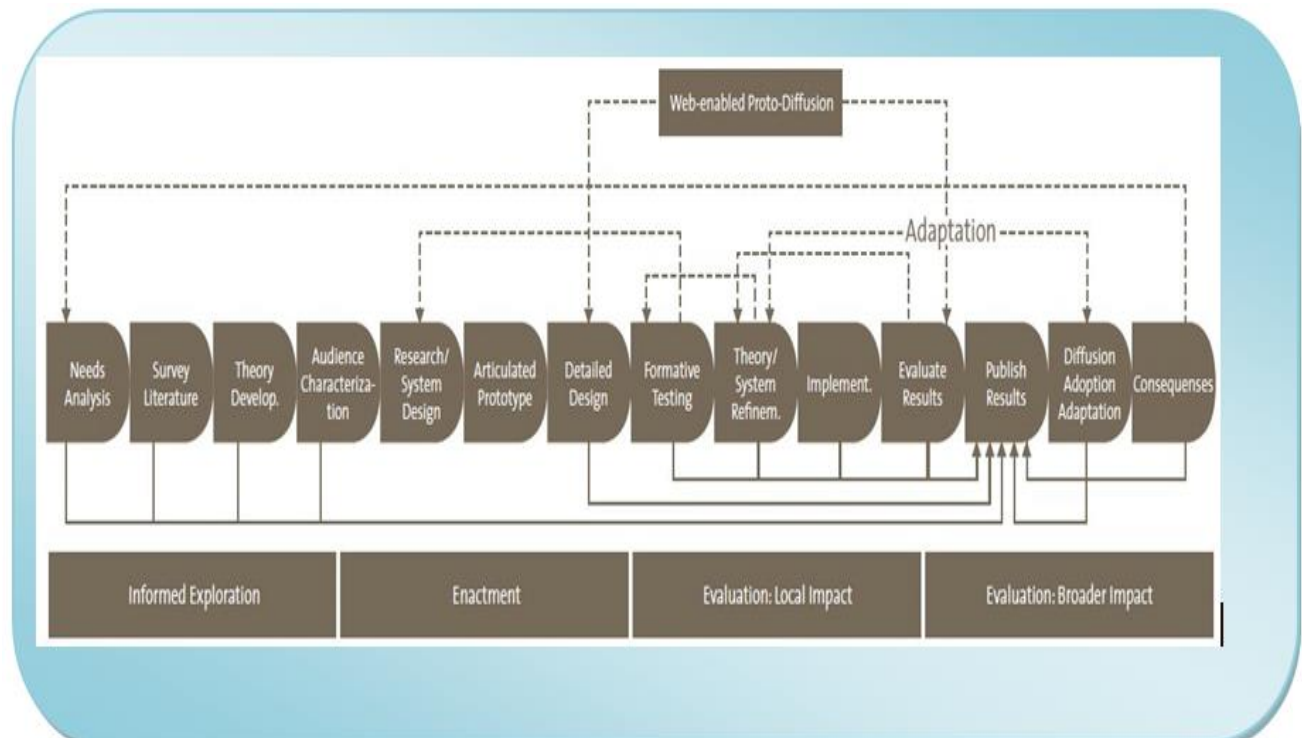 Web-enabled Proto-Diffusion
Adaptation
Needs
Analysis
Survey
Literature
Theory
Develop.
Audience
Characteriza-
tion
Research/
System
Design
Articulated
Prototype
Detailed
Design
Formative
Testing
Theory/
System
Refinem.
Implement.
Evaluate
Results
Publish
Results
Diffusion
Adoption
Adaptation
Consequenses
Informed Exploration
Enactment
Evaluation: Local Impact
Evaluation: Broader Impact